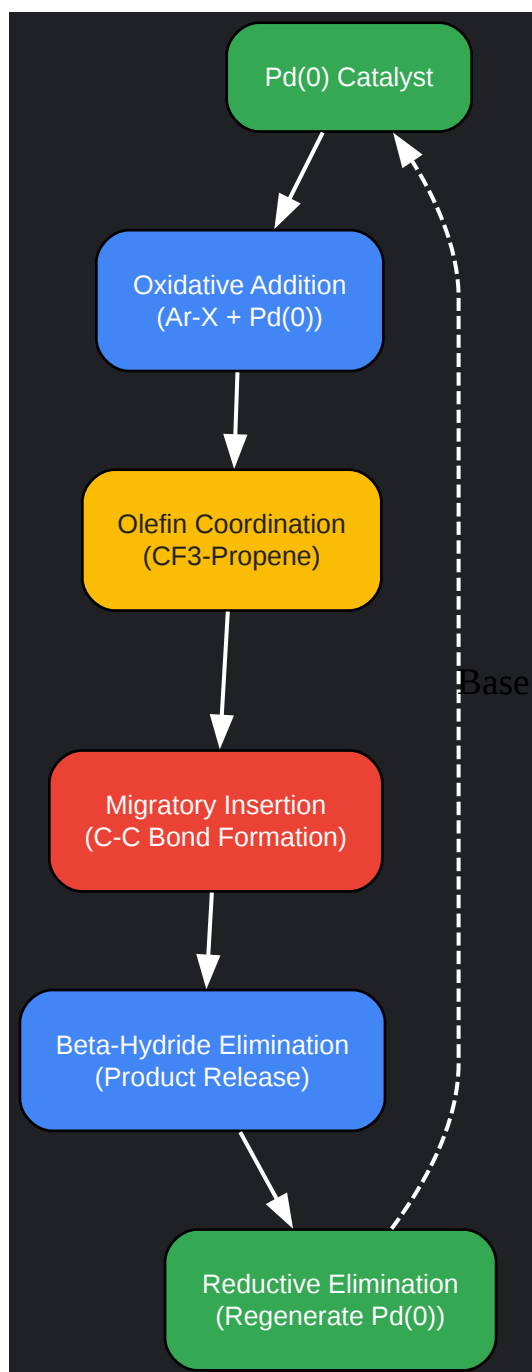 Pd(0) Catalyst
Oxidative Addition
(Ar-X + Pd(0))
Olefin Coordination
(CF3-Propene)
Base
Migratory Insertion
(C-C Bond Formation)
Beta-Hydride Elimination
(Product Release)
Reductive Elimination
(Regenerate Pd(0))